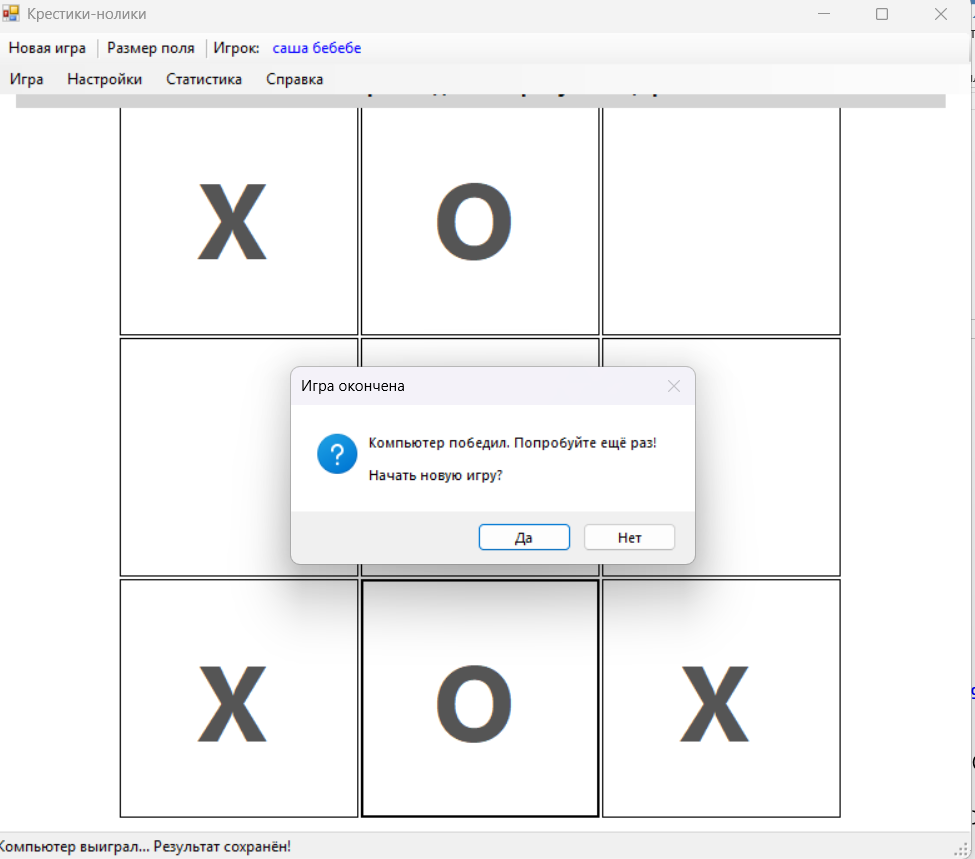 Крестики-нолики
Новая игра Размер поля Игрок: саша бебебе
Игра Настройки Статистика Справка
X O
Игра окончена
Компьютер победил. Попробуйте ещё раз!
Начать новую игру?
Да Нет
X O X
Компьютер выиграл... Результат сохранён!